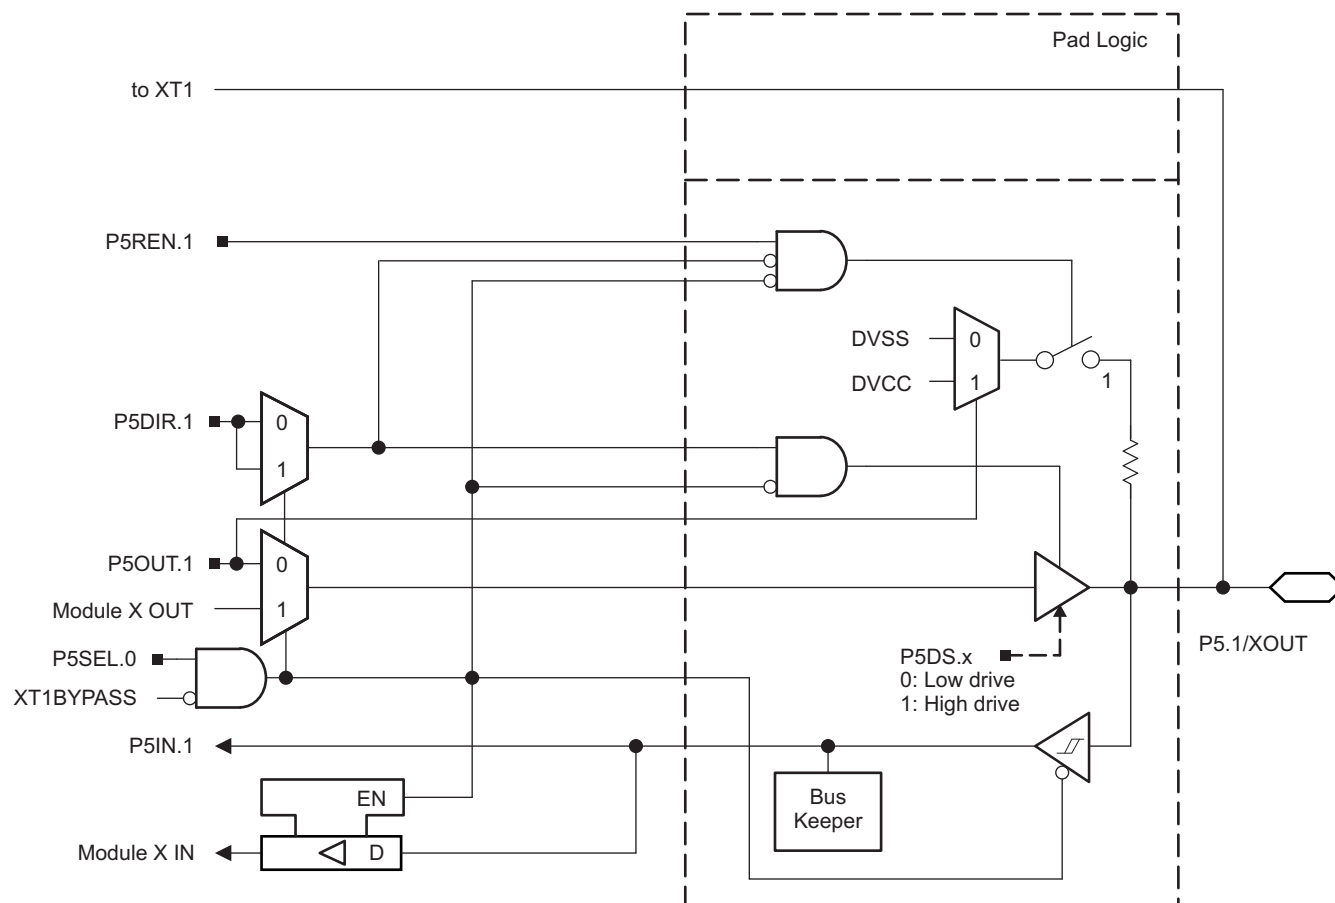 Pad Logic
to XT1
P5REN.1
DVSS
0
DVCC
1
1
P5DIR.1
0
1
P5OUT.1
0
Module X OUT
1
P5SEL.0
XT1BYPASS
P5DS.x
0: Low drive
1: High drive
P5.1/XOUT
P5IN.1
EN
Bus
Keeper
Module X IN
D